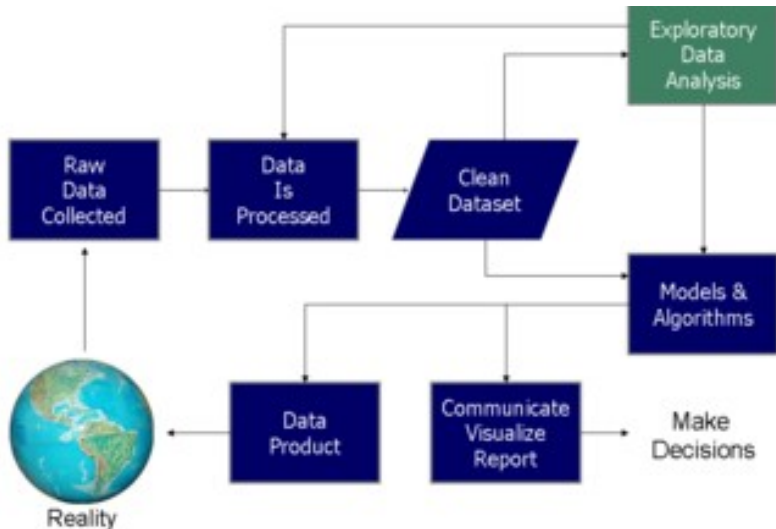 Exploratory
Data
Analysis
Raw
Data
Collected
Data
Is
Processed
Clean
Dataset
Models &
Algorithms
Data
Product
Communicate
Visualize
Report
Make
Decisions
Reality